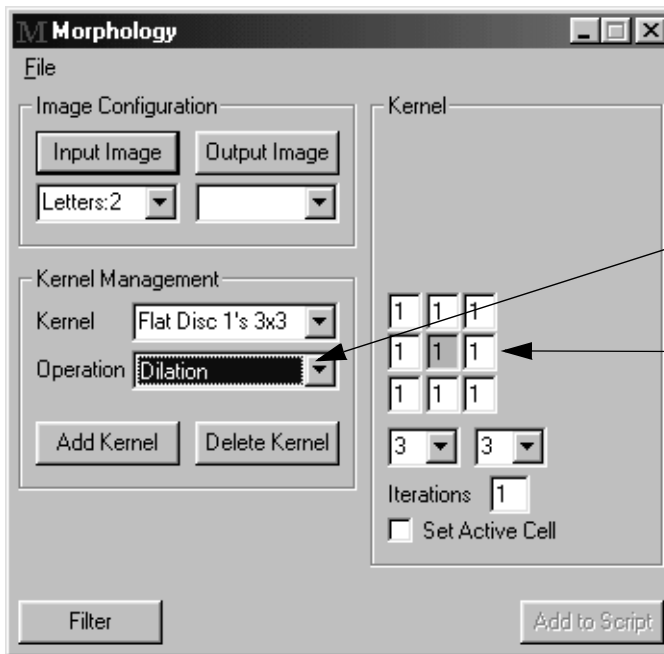 M Morphology
File
Image Configuration
Input Image Output Image
Letters:2
Kernel Management
Kernel Flat Disc 1's 3x3
Operation Dilation
Add Kernel Delete Kernel
Kernel
1 1 1
1 1 1
1 1 1
3 3
Iterations 1
Set Active Cell
Filter
Add to Script